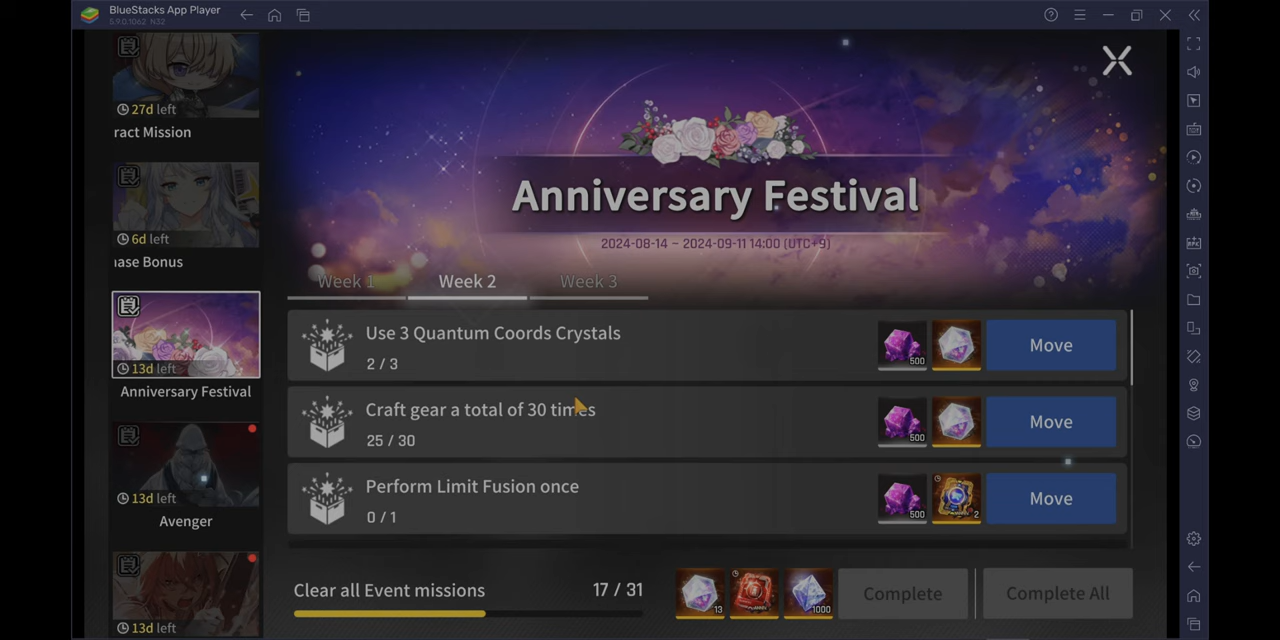 BlueStacks App Player
5.9.0.1062 N32
27d left
ract Mission
6d left
ase Bonus
13d left
Anniversary Festival
13d left
Avenger
13d left
Anniversary Festival
2024-08-14 ~ 2024-09-11 14:00 (UTC+9)
Week 1
Week 2
Week 3
Use 3 Quantum Coords Crystals
2 / 3
500
Move
Craft gear a total of 30 times
25 / 30
500
Move
Perform Limit Fusion once
0 / 1
500
2
Move
Clear all Event missions
17 / 31
13
1000
Complete
Complete All